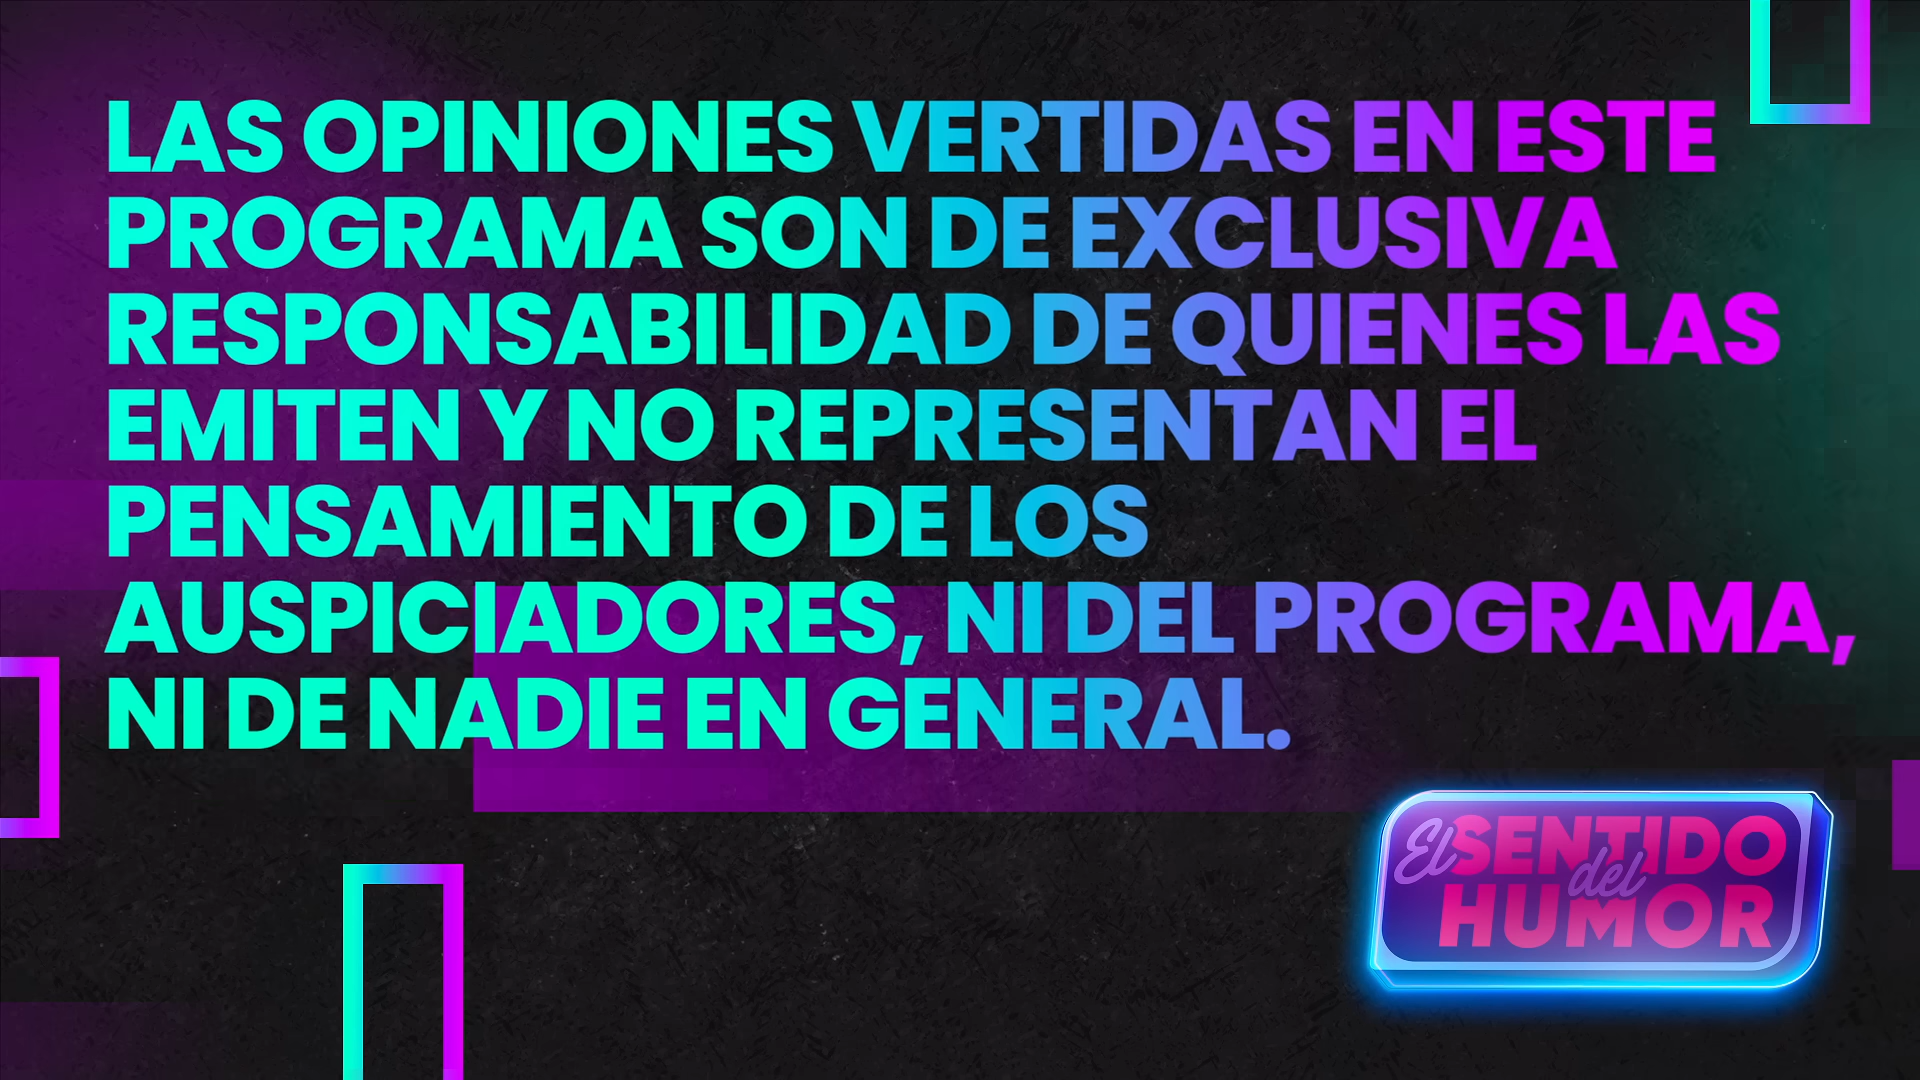 LAS OPINIONES VERTIDAS EN ESTE
PROGRAMA SON DE EXCLUSIVA
RESPONSABILIDAD DE QUIENES LAS
EMITEN Y NO REPRESENTAN EL
PENSAMIENTO DE LOS
AUSPICIADORES, NI DEL PROGRAMA,
NI DE NADIE EN GENERAL.
El SENTIDO
del
HUMOR